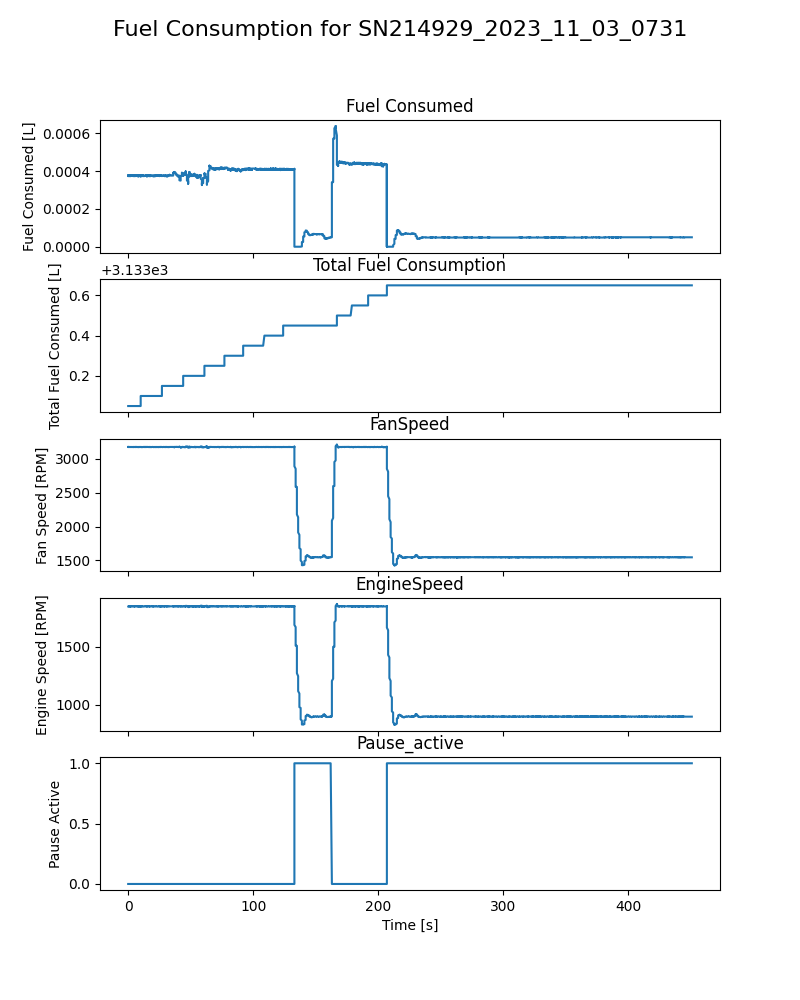 Fuel Consumption for SN214929_2023_11_03_0731
Fuel Consumed
Fuel Consumed [L]
0.0006
0.0004
0.0002
0.0000
+3.133e3
Total Fuel Consumption
Total Fuel Consumed [L]
0.6
0.4
0.2
FanSpeed
Fan Speed [RPM]
3000
2500
2000
1500
EngineSpeed
Engine Speed [RPM]
1500
1000
Pause_active
Pause Active
1.0
0.5
0.0
0 100 200 300 400
Time [s]